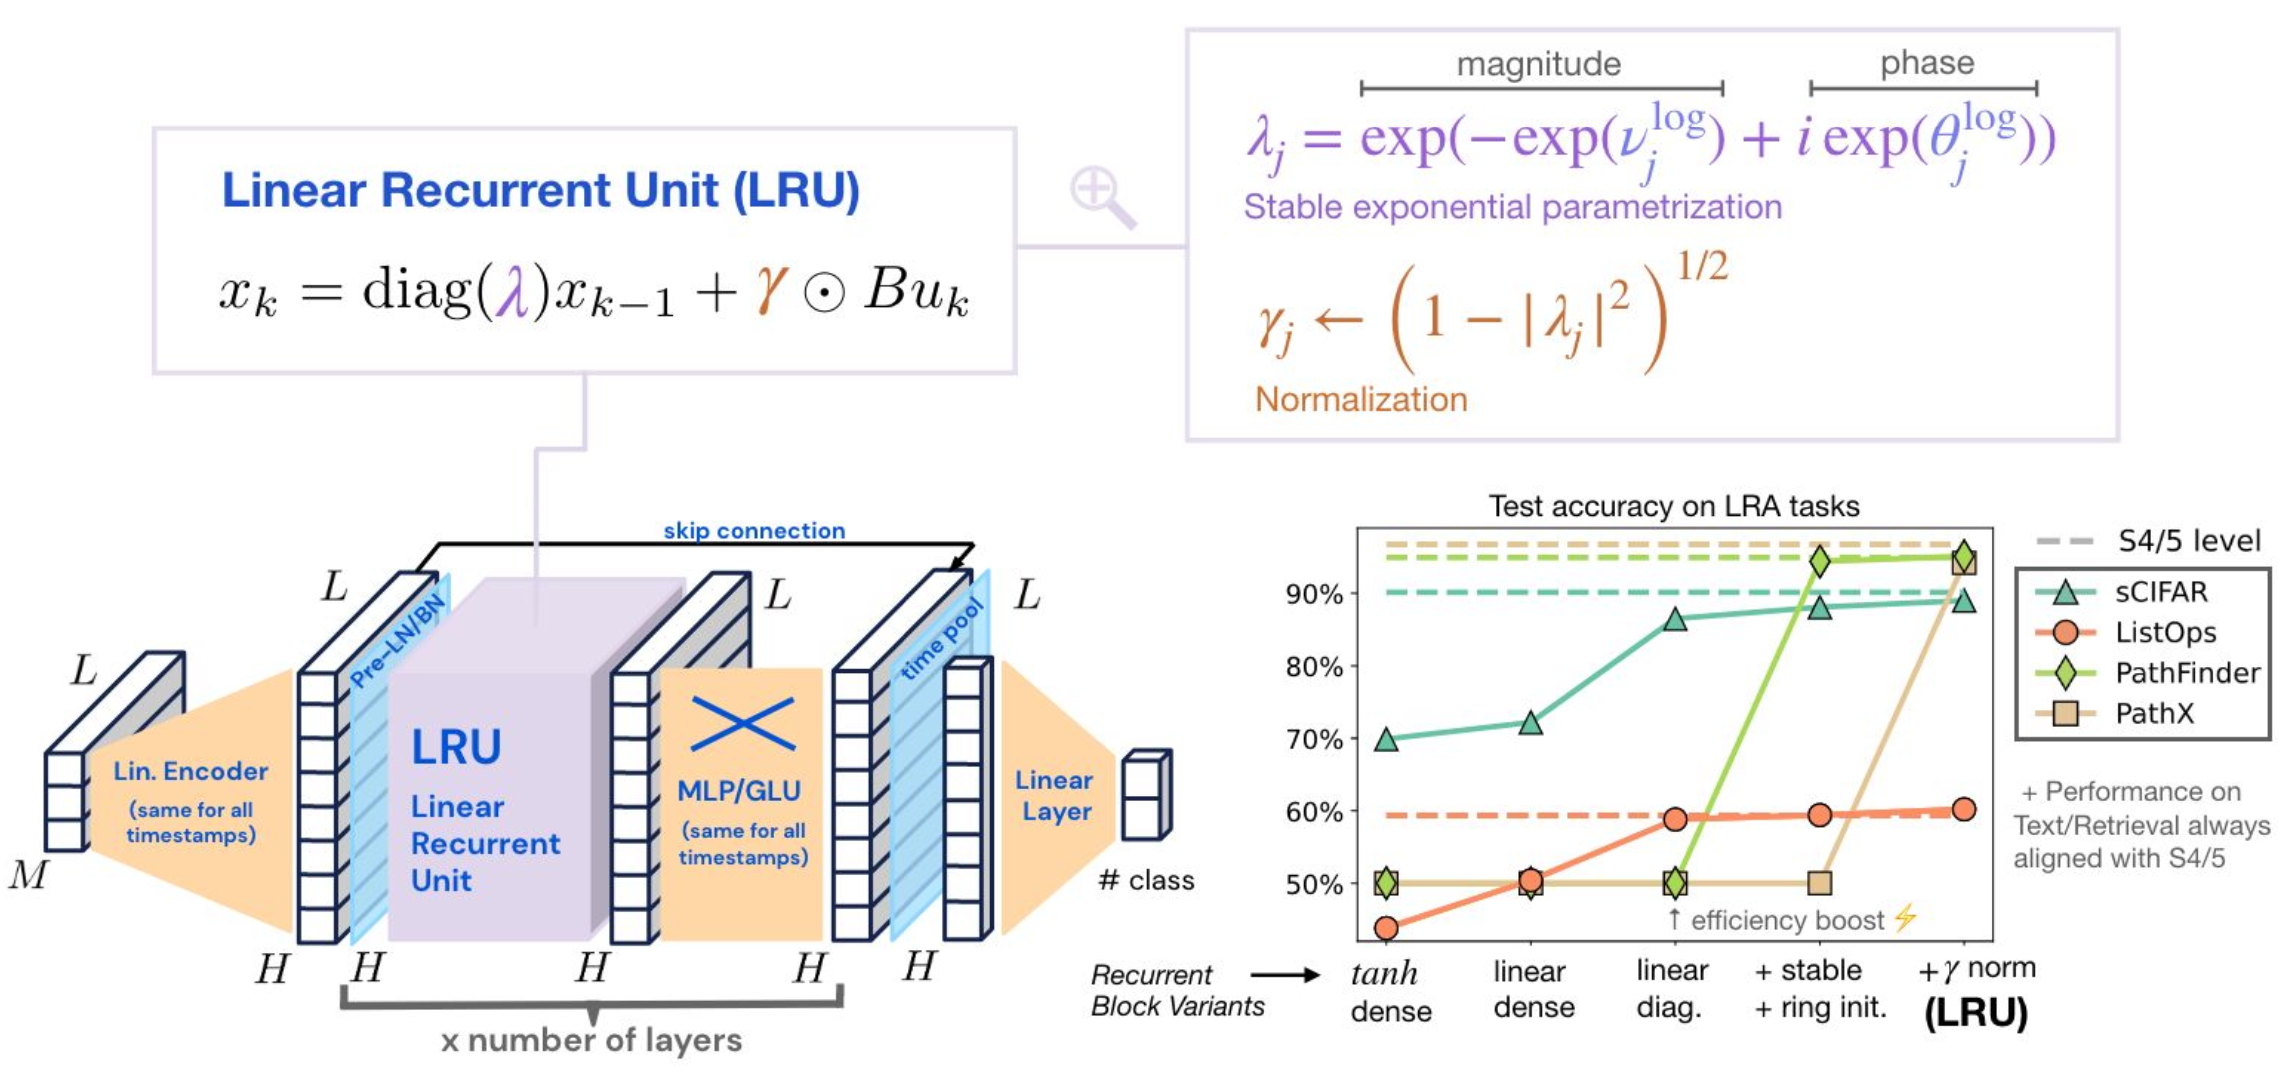 magnitude
phase
λ_j = exp(−exp(ν_j^log) + i exp(θ_j^log))
Stable exponential parametrization
γ_j ← (1 − |λ_j|^2)^1/2
Normalization
Linear Recurrent Unit (LRU)
x_k = diag(λ)x_{k−1} + γ ⊙ Bu_k
skip connection
L
L
L
L
Pre-LN/BN
time pool
Lin. Encoder
(same for all
timestamps)
LRU
Linear
Recurrent
Unit
MLP/GLU
(same for all
timestamps)
Linear
Layer
M
# class
H
H
H
H
H
x number of layers
Test accuracy on LRA tasks
90%
80%
70%
60%
50%
↑ efficiency boost ⚡
Recurrent
Block Variants
tanh
dense
linear
dense
linear
diag.
+ stable
+ ring init.
+ γ norm
(LRU)
S4/5 level
sCIFAR
ListOps
PathFinder
PathX
+ Performance on
Text/Retrieval always
aligned with S4/5